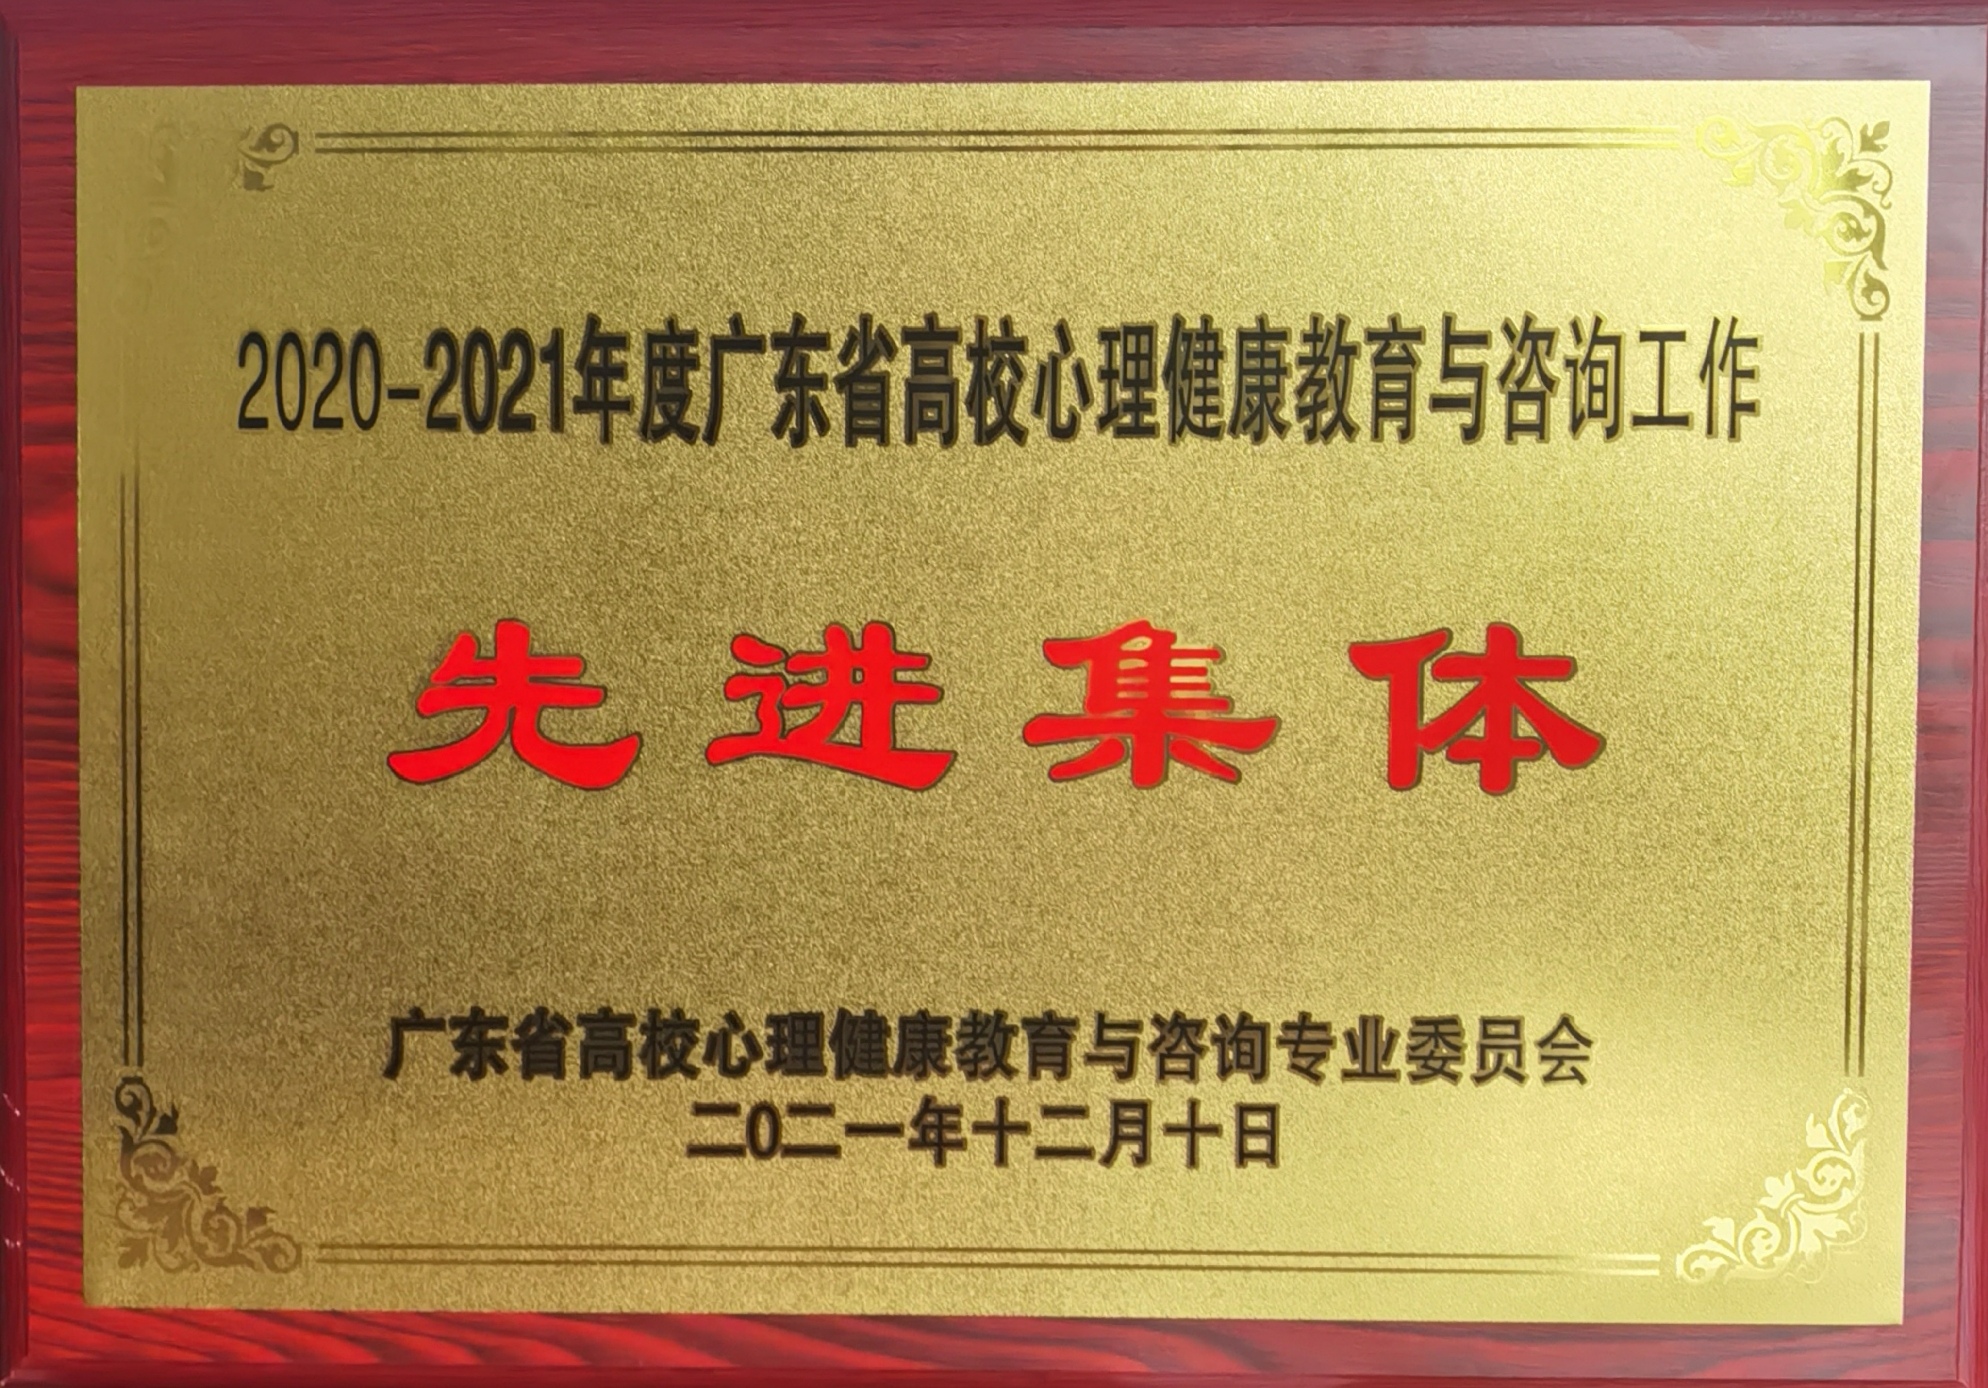 2020-2021年度广东省高校心理健康教育与咨询工作
先进集体
广东省高校心理健康教育与咨询专业委员会
二0二一年十二月十日